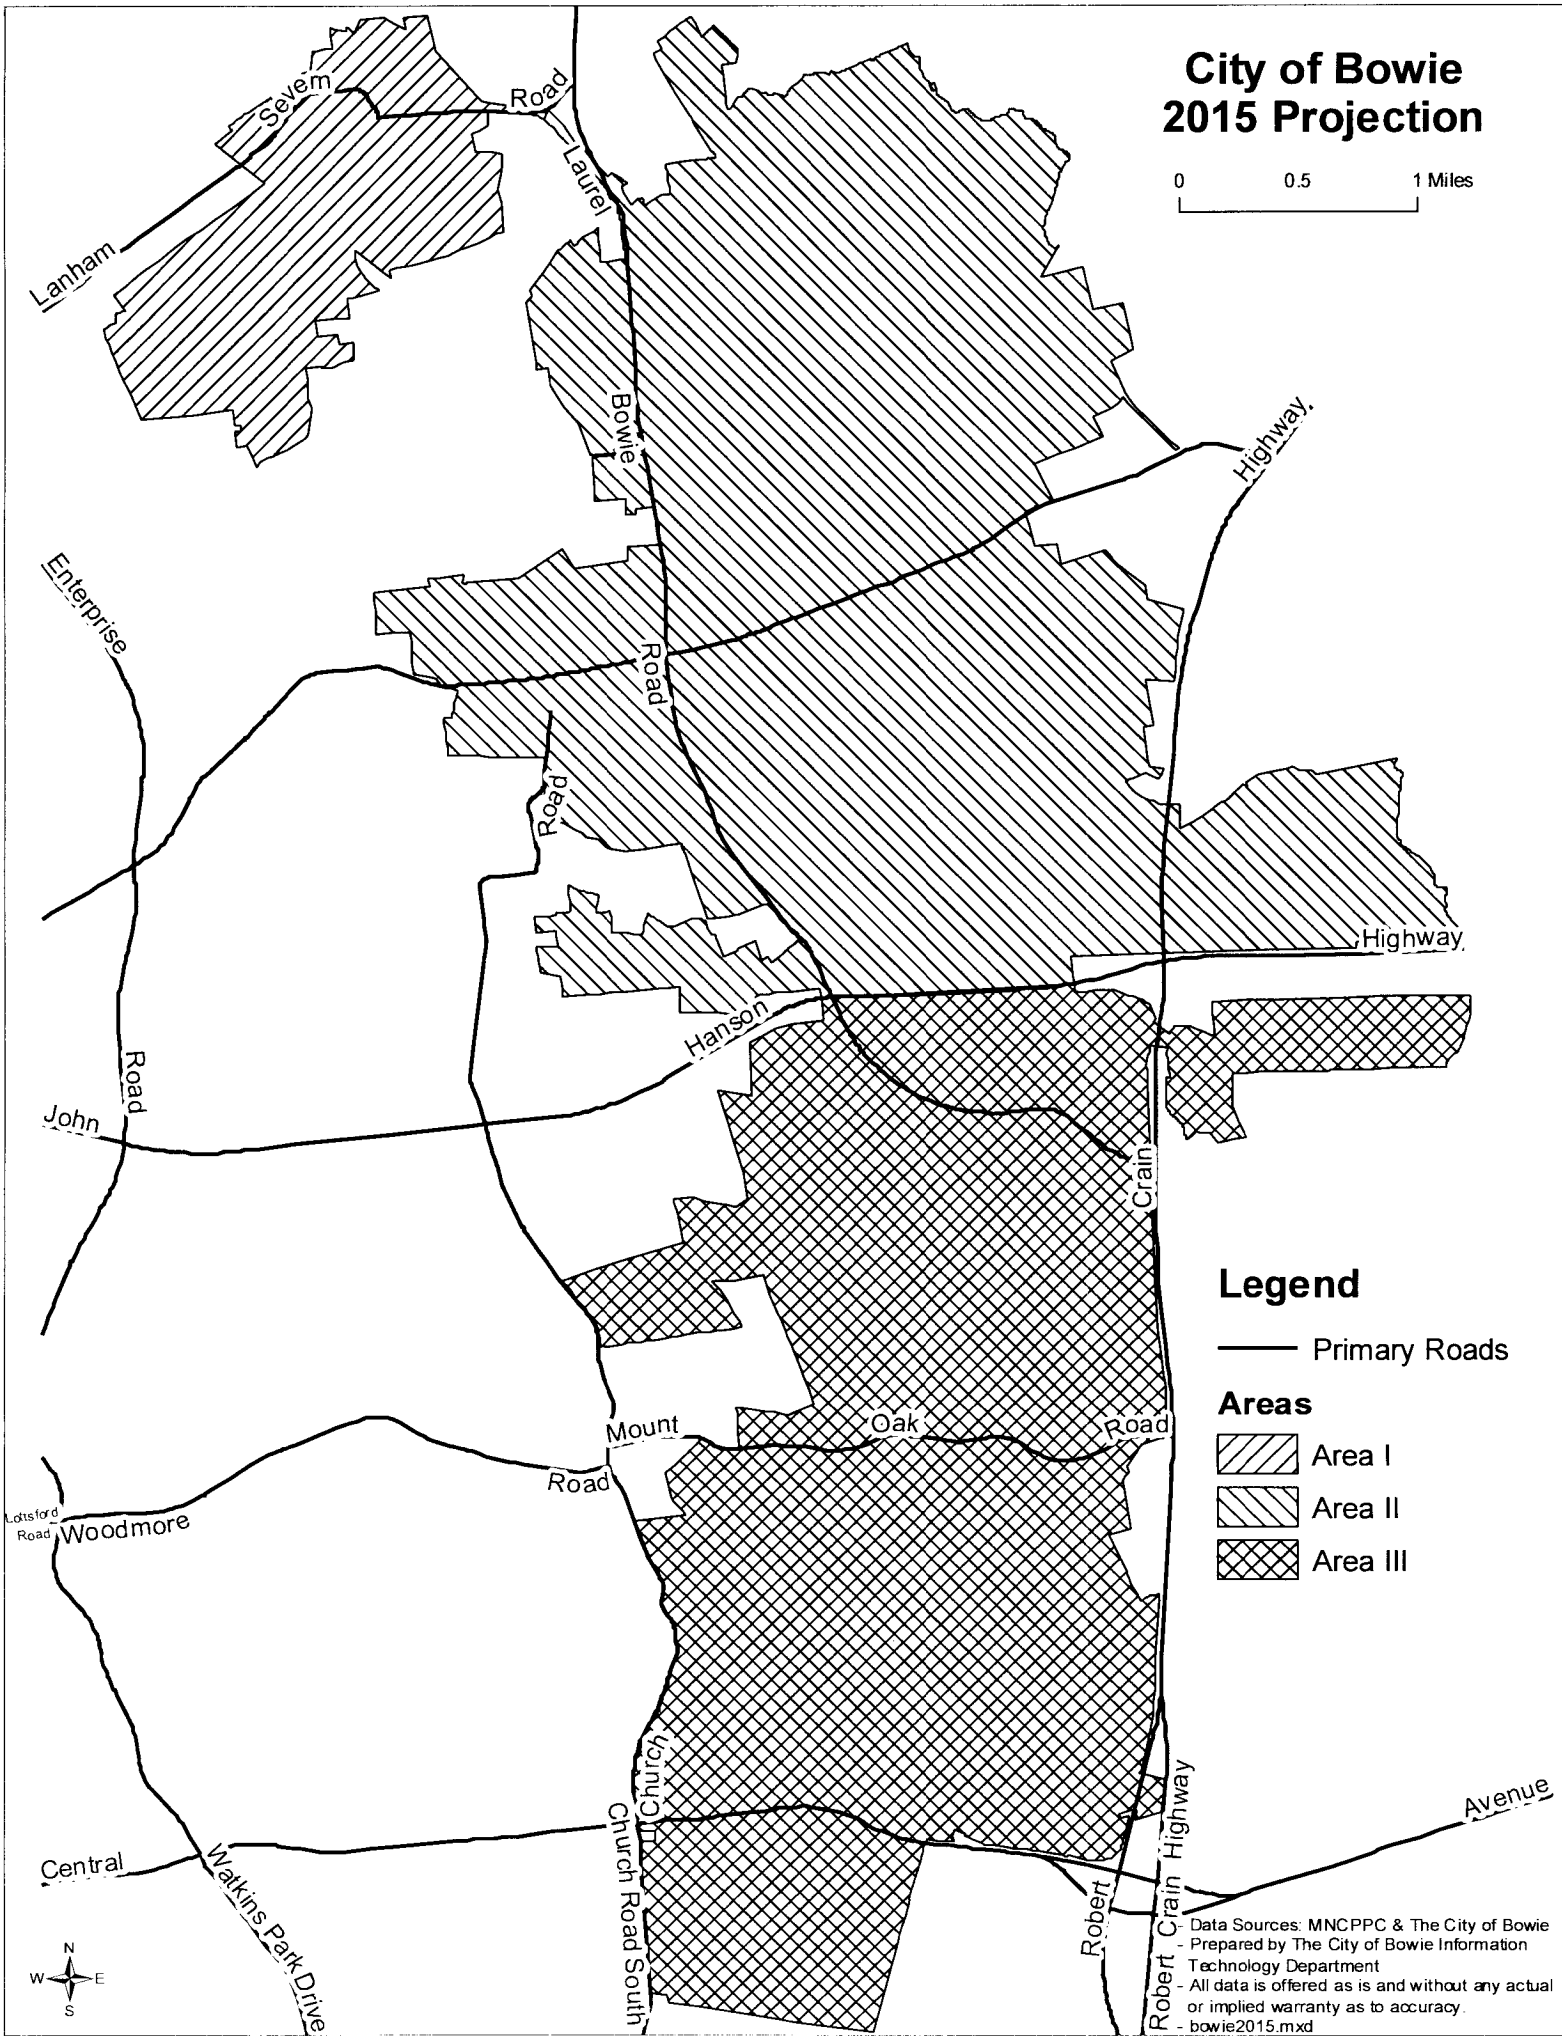 City of Bowie
2015 Projection
0 0.5 1 Miles
Severn
Road
Laurel
Lanham
Bowie
Highway
Enterprise
Road
Road
Highway
Hanson
Road
John
Crain
Legend
Primary Roads
Areas
Area I
Area II
Area III
Mount
Oak
Road
Road
Lottsford
Road
Woodmore
Church
Robert Crain Highway
Avenue
Central
Watkins Park Drive
Church Road South
Robert
N
W E
S
- Data Sources: MNCPPC & The City of Bowie
- Prepared by The City of Bowie Information
Technology Department
- All data is offered as is and without any actual
or implied warranty as to accuracy.
- bowie2015.mxd